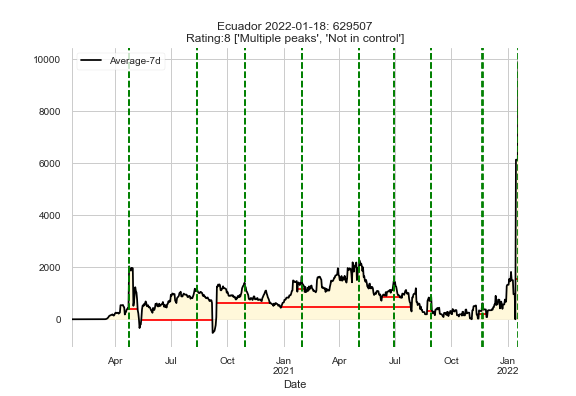 Ecuador 2022-01-18: 629507
Rating:8 ['Multiple peaks', 'Not in control']
Average-7d
10000
8000
6000
4000
2000
0
Apr
Jul
Oct
Jan
2021
Apr
Jul
Oct
Jan
2022
Date